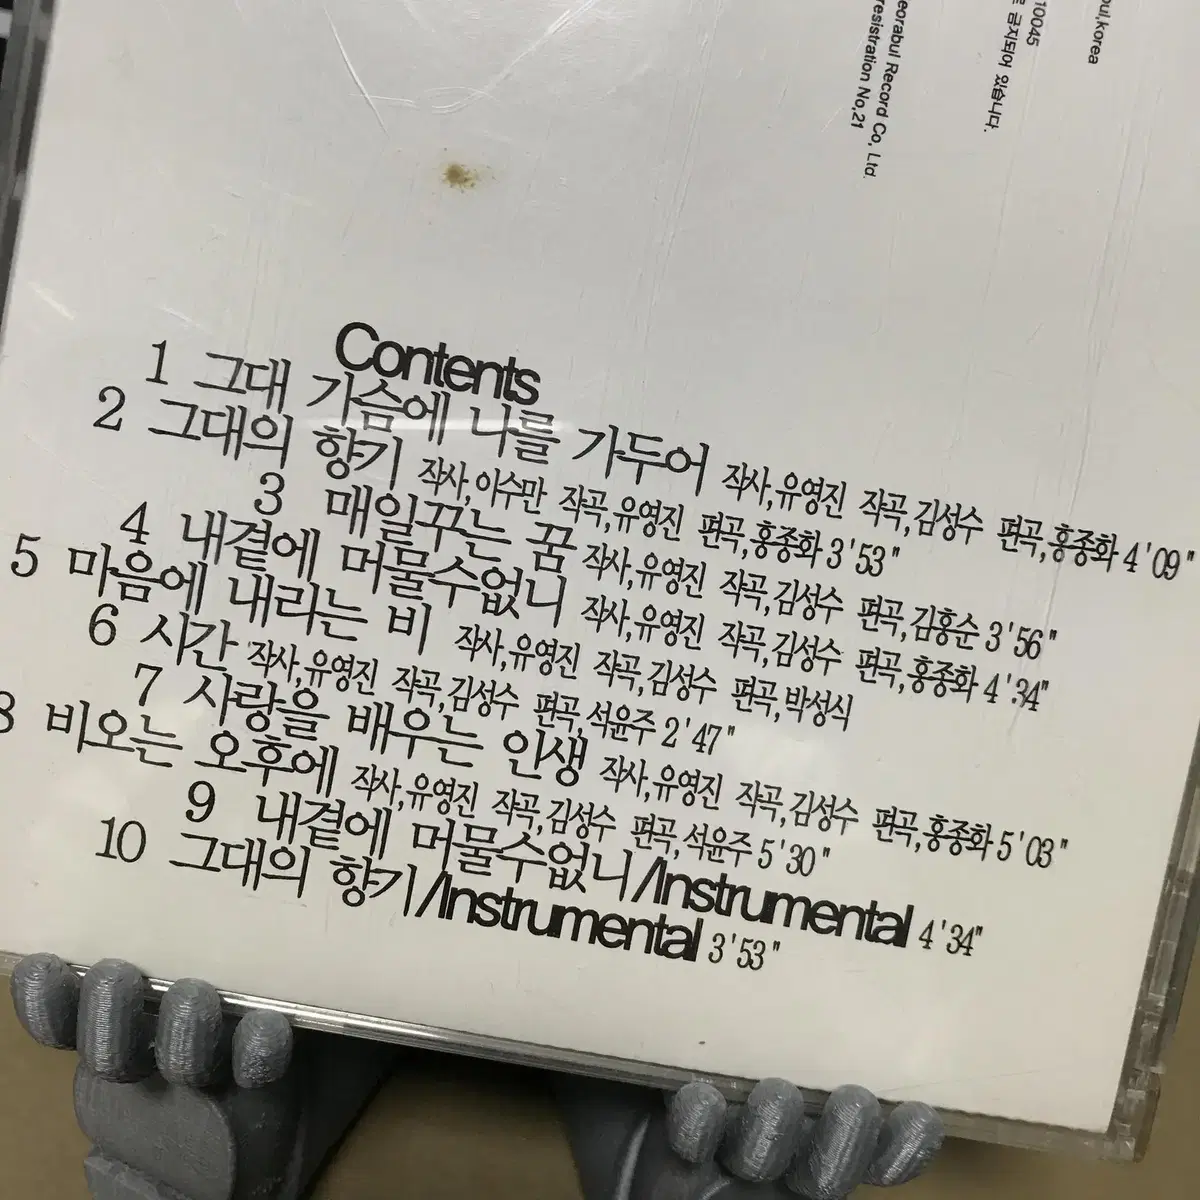 oul,korea
10045
금지되어 있습니다.
eorabul Record Co, Ltd.
resistration No,21
Contents
1 그대 가슴에 나를 가두어 작사,유영진 작곡,김성수 편곡,홍종화 4'09"
2 그대의 향기 작사,이수만 작곡,유영진 편곡,홍종화 3'53"
3 매일꾸는 꿈 작사,유영진 작곡,김성수 편곡,김홍순 3'56"
4 내곁에 머물수없니 작사,유영진 작곡,김성수 편곡,홍종화 4'34"
5 마음에 내라는 비 작사,유영진 작곡,김성수 편곡,박성식
6 시간 작사,유영진 작곡,김성수 편곡,석윤주 2'47"
7 사랑을 배우는 인생 작사,유영진 작곡,김성수 편곡,홍종화 5'03"
8 비오는 오후에 작사,유영진 작곡,김성수 편곡,석윤주 5'30"
9 내곁에 머물수없니/Instrumental 4'34"
10 그대의 향기/Instrumental 3'53"